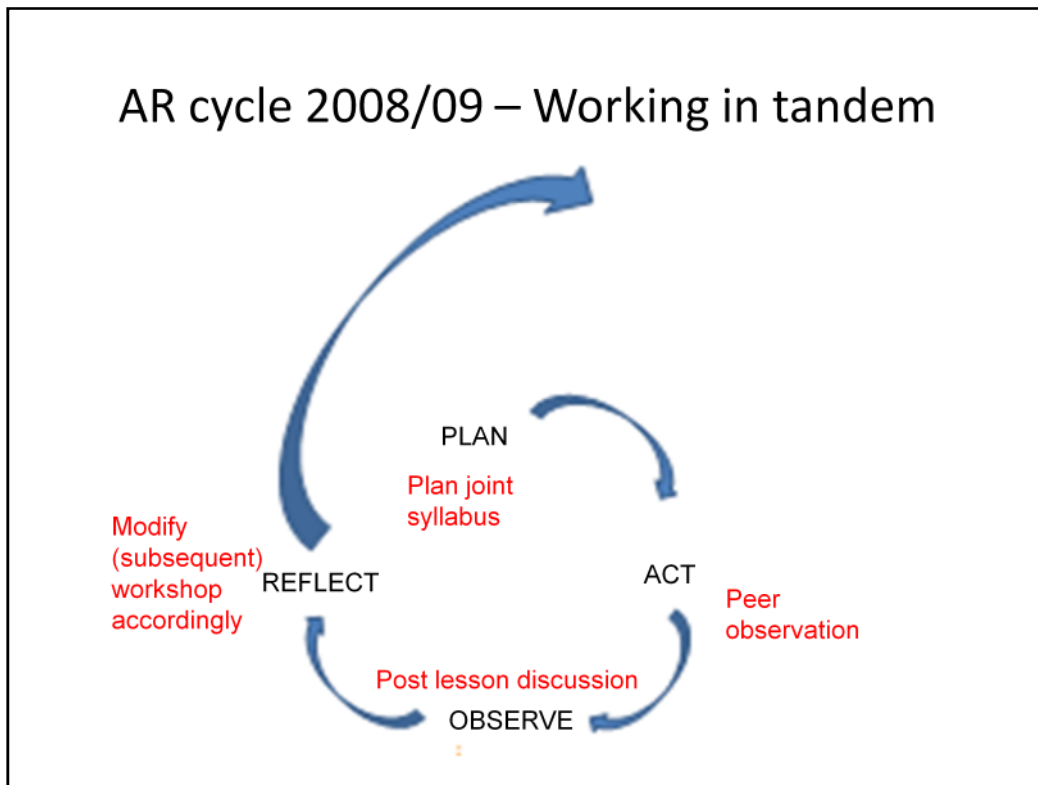 AR cycle 2008/09 – Working in tandem
PLAN
Plan joint
syllabus
ACT
Peer
observation
Post lesson discussion
OBSERVE
:
REFLECT
Modify
(subsequent)
workshop
accordingly